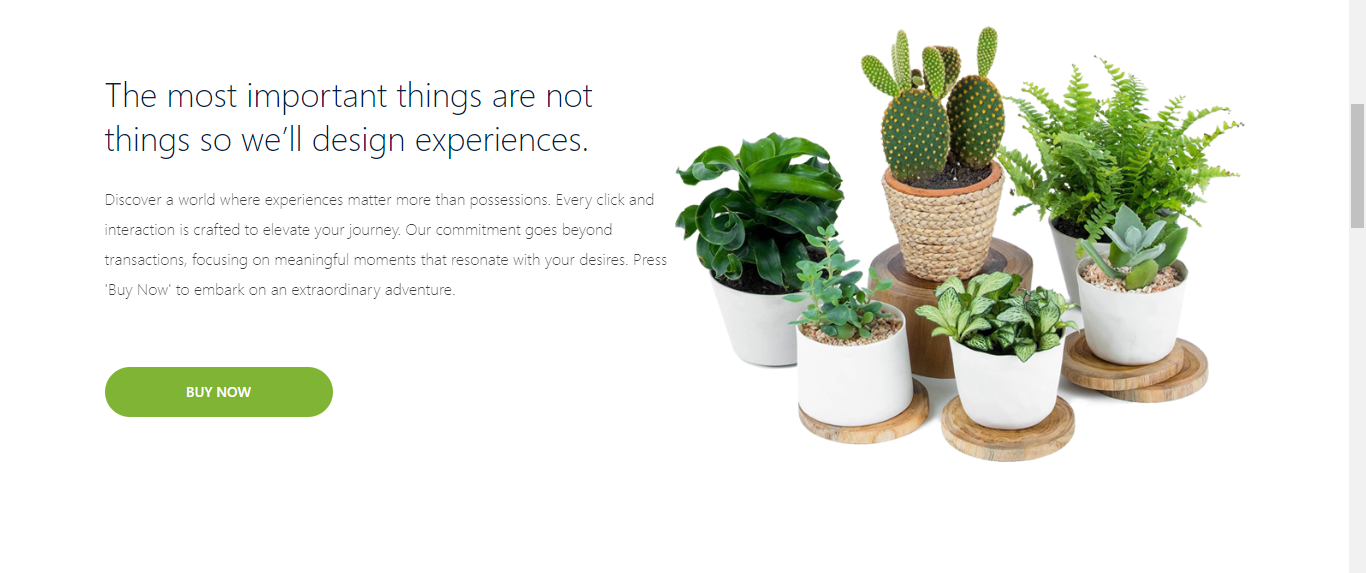 The most important things are not
things so we’ll design experiences.
Discover a world where experiences matter more than possessions. Every click and
interaction is crafted to elevate your journey. Our commitment goes beyond
transactions, focusing on meaningful moments that resonate with your desires. Press
'Buy Now' to embark on an extraordinary adventure.
BUY NOW